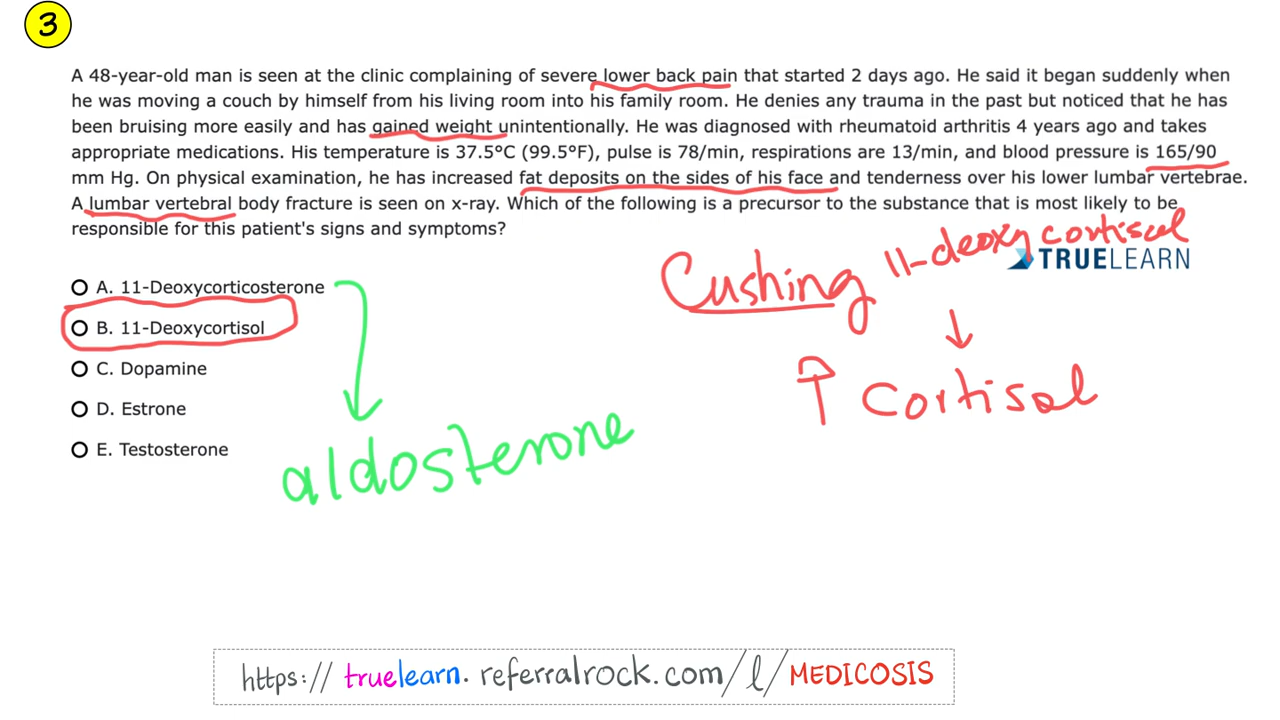 3
A 48-year-old man is seen at the clinic complaining of severe lower back pain that started 2 days ago. He said it began suddenly when
he was moving a couch by himself from his living room into his family room. He denies any trauma in the past but noticed that he has
been bruising more easily and has gained weight unintentionally. He was diagnosed with rheumatoid arthritis 4 years ago and takes
appropriate medications. His temperature is 37.5°C (99.5°F), pulse is 78/min, respirations are 13/min, and blood pressure is 165/90
mm Hg. On physical examination, he has increased fat deposits on the sides of his face and tenderness over his lower lumbar vertebrae.
A lumbar vertebral body fracture is seen on x-ray. Which of the following is a precursor to the substance that is most likely to be
responsible for this patient's signs and symptoms?
11-deoxy cortisol
TRUELEARN
Cushing
A. 11-Deoxycorticosterone
B. 11-Deoxycortisol
C. Dopamine
D. Estrone
E. Testosterone
↓
↑ Cortisol
aldosterone
https://truelearn.referralrock.com/l/MEDICOSIS